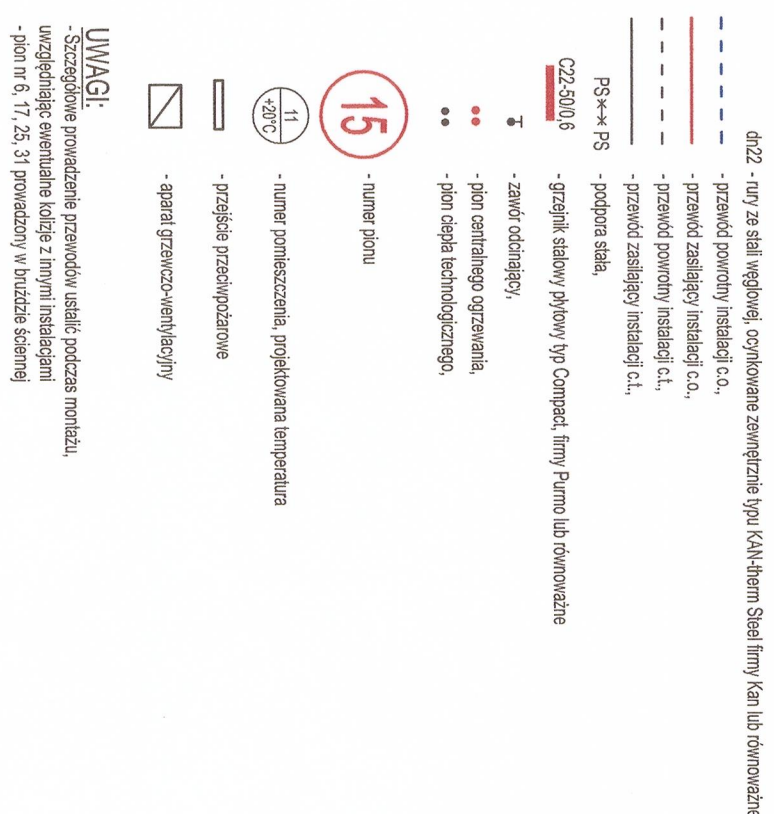 dn22 - rury ze stali węglowej, ocynkowane zewnętrznie typu KAN-therm Steel firmy Kan lub równoważne
- przewód powrotny instalacji c.o.,
- przewód zasilający instalacji c.o.,
- przewód powrotny instalacji c.t.,
- przewód zasilający instalacji c.t.,
PS PS - podpora stała,
C22-50/0,6 - grzejnik stalowy płytowy typ Compact, firmy Purmo lub równoważne
- zawór odcinający,
- pion centralnego ogrzewania,
- pion ciepła technologicznego,
15 - numer pionu
11
+20°C - numer pomieszczenia, projektowana temperatura
- przejście przeciwpożarowe
- aparat grzewczo-wentylacyjny
UWAGI:
- Szczegółowe prowadzenie przewodów ustalić podczas montażu,
uwzględniając ewentualne kolizje z innymi instalacjami
- pion nr 6, 17, 25, 31 prowadzony w bruździe ściennej